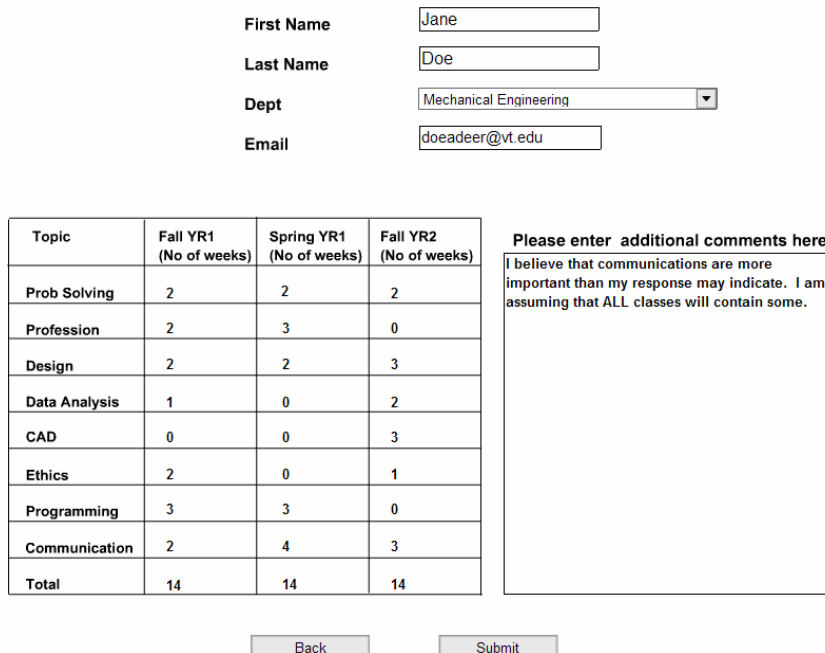 First Name Jane
Last Name Doe
Dept Mechanical Engineering
Email doeadeer@vt.edu
Topic Fall YR1 Spring YR1 Fall YR2
(No of weeks) (No of weeks) (No of weeks)
Prob Solving 2 2 2
Profession 2 3 0
Design 2 2 3
Data Analysis 1 0 2
CAD 0 0 3
Ethics 2 0 1
Programming 3 3 0
Communication 2 4 3
Total 14 14 14
Please enter additional comments here
I believe that communications are more
important than my response may indicate. I am
assuming that ALL classes will contain some.
Back Submit